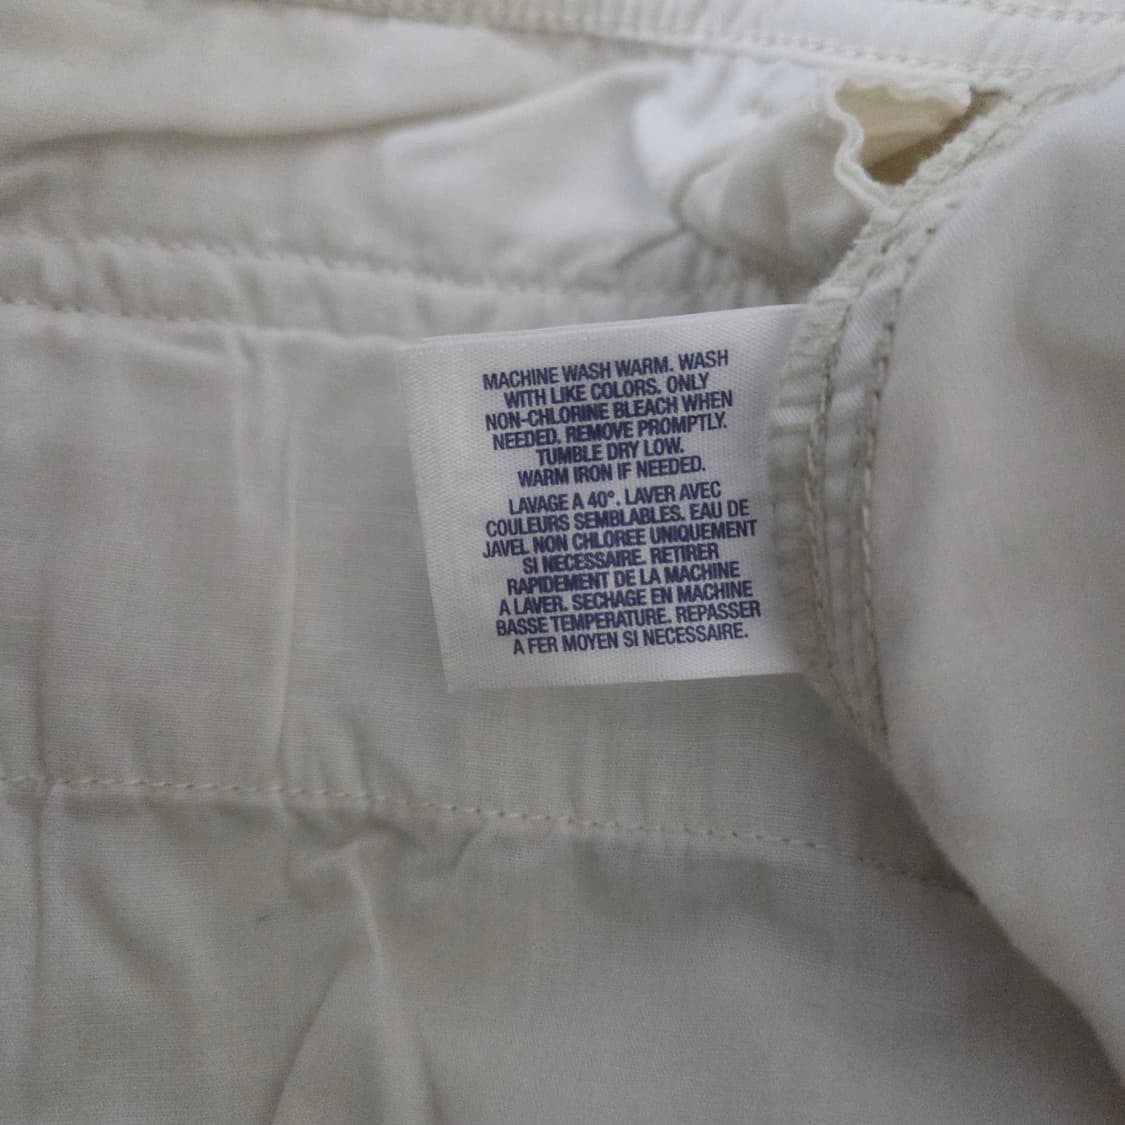 MACHINE WASH WARM. WASH
WITH LIKE COLORS. ONLY
NON-CHLORINE BLEACH WHEN
NEEDED. REMOVE PROMPTLY.
TUMBLE DRY LOW.
WARM IRON IF NEEDED.
LAVAGE A 40°. LAVER AVEC
COULEURS SEMBLABLES. EAU DE
JAVEL NON CHLOREE UNIQUEMENT
SI NECESSAIRE. RETIRER
RAPIDEMENT DE LA MACHINE
A LAVER. SECHAGE EN MACHINE
BASSE TEMPERATURE. REPASSER
A FER MOYEN SI NECESSAIRE.